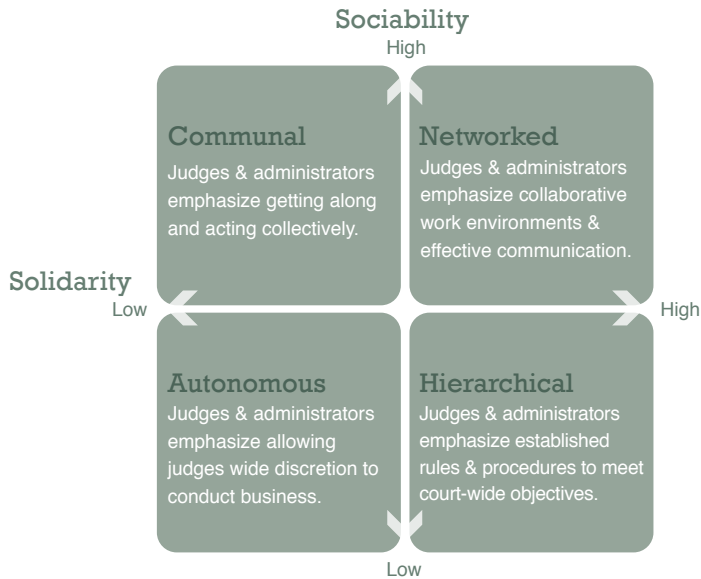 Sociability
High
Communal
Judges & administrators
emphasize getting along
and acting collectively.
Networked
Judges & administrators
emphasize collaborative
work environments &
effective communication.
Solidarity
Low
High
Autonomous
Judges & administrators
emphasize allowing
judges wide discretion to
conduct business.
Hierarchical
Judges & administrators
emphasize established
rules & procedures to meet
court-wide objectives.
Low